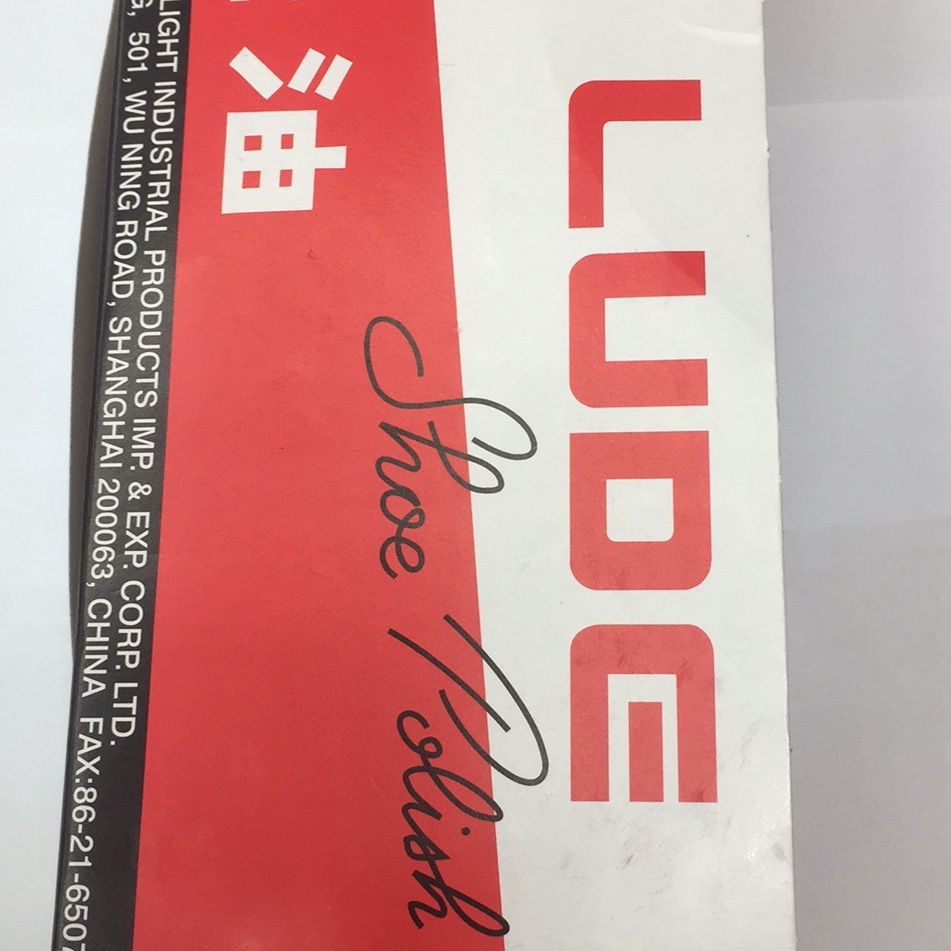 LUDE
Shoe Polish
油
LIGHT INDUSTRIAL PRODUCTS IMP. & EXP. CORP. LTD.
G, 501, WU NING ROAD, SHANGHAI 200063, CHINA FAX:86-21-6507